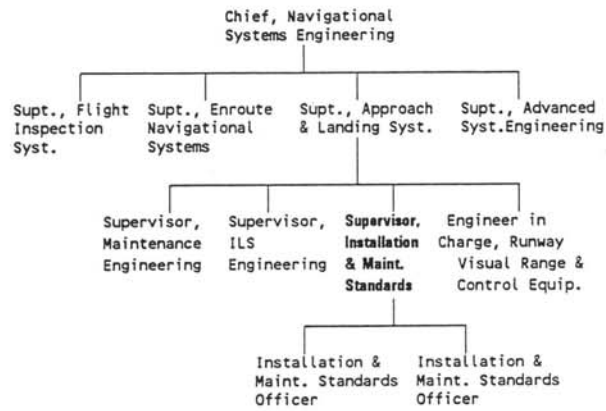 Chief, Navigational
Systems Engineering
Supt., Flight
Inspection
Syst.
Supt., Enroute
Navigational
Systems
Supt., Approach
& Landing Syst.
Supt., Advanced
Syst.Engineering
Supervisor,
Maintenance
Engineering
Supervisor,
ILS
Engineering
Supervisor,
Installation
& Maint.
Standards
Engineer in
Charge, Runway
Visual Range &
Control Equip.
Installation &
Maint. Standards
Officer
Installation &
Maint. Standards
Officer